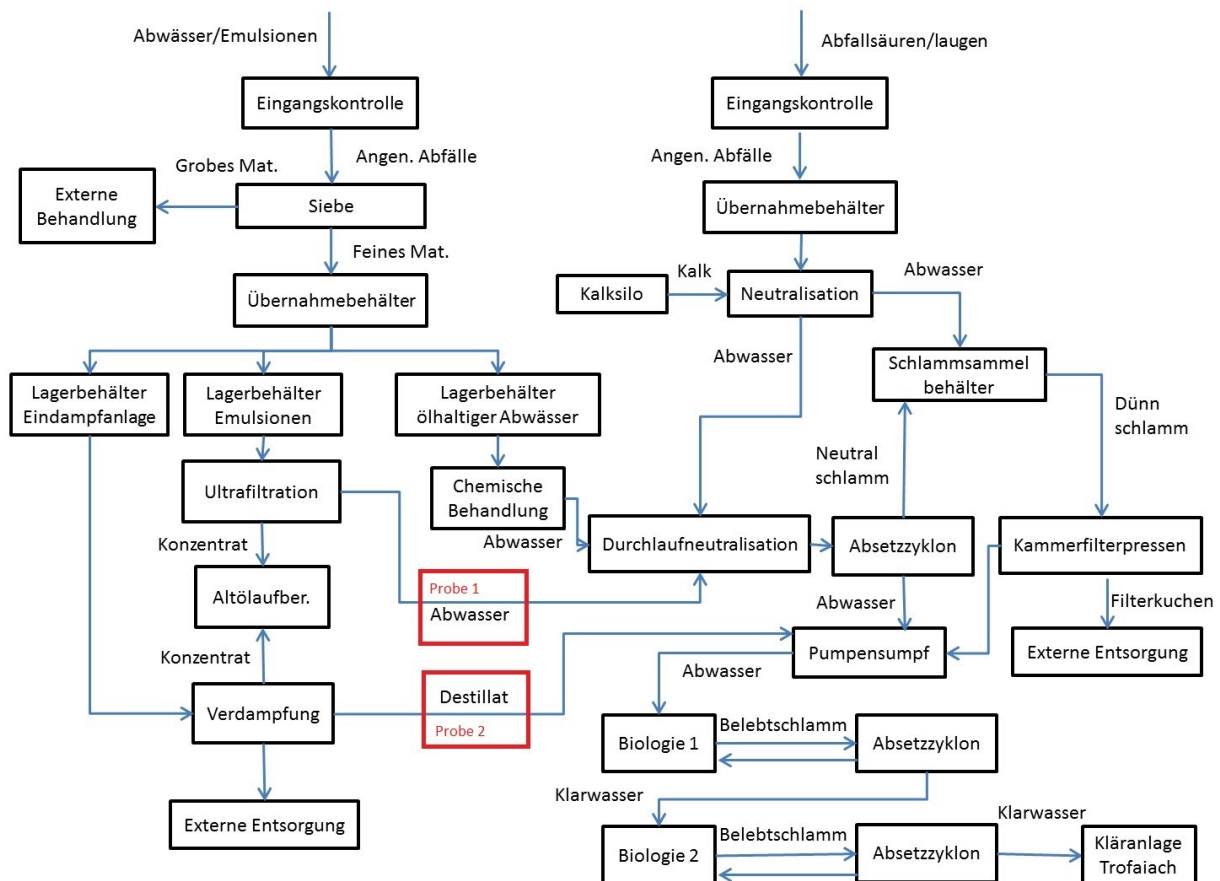 Abwässer/Emulsionen
Abfallsäuren/laugen
Eingangskontrolle
Eingangskontrolle
Angen. Abfälle
Angen. Abfälle
Grobes Mat.
Externe
Behandlung
Siebe
Übernahmebehälter
Feines Mat.
Kalk
Abwasser
Übernahmebehälter
Kalksilo
Neutralisation
Abwasser
Lagerbehälter
Eindampfanlage
Lagerbehälter
Emulsionen
Lagerbehälter
ölhaltiger Abwässer
Schlammsammel
behälter
Dünn
schlamm
Neutral
schlamm
Ultrafiltration
Chemische
Behandlung
Konzentrat
Abwasser
Durchlaufneutralisation
Absetzzyklon
Kammerfilterpressen
Altölaufber.
Probe 1
Abwasser
Abwasser
Filterkuchen
Konzentrat
Pumpensumpf
Externe Entsorgung
Abwasser
Verdampfung
Destillat
Probe 2
Biologie 1
Belebtschlamm
Absetzzyklon
Klarwasser
Externe Entsorgung
Klarwasser
Biologie 2
Belebtschlamm
Absetzzyklon
Kläranlage
Trofaiach